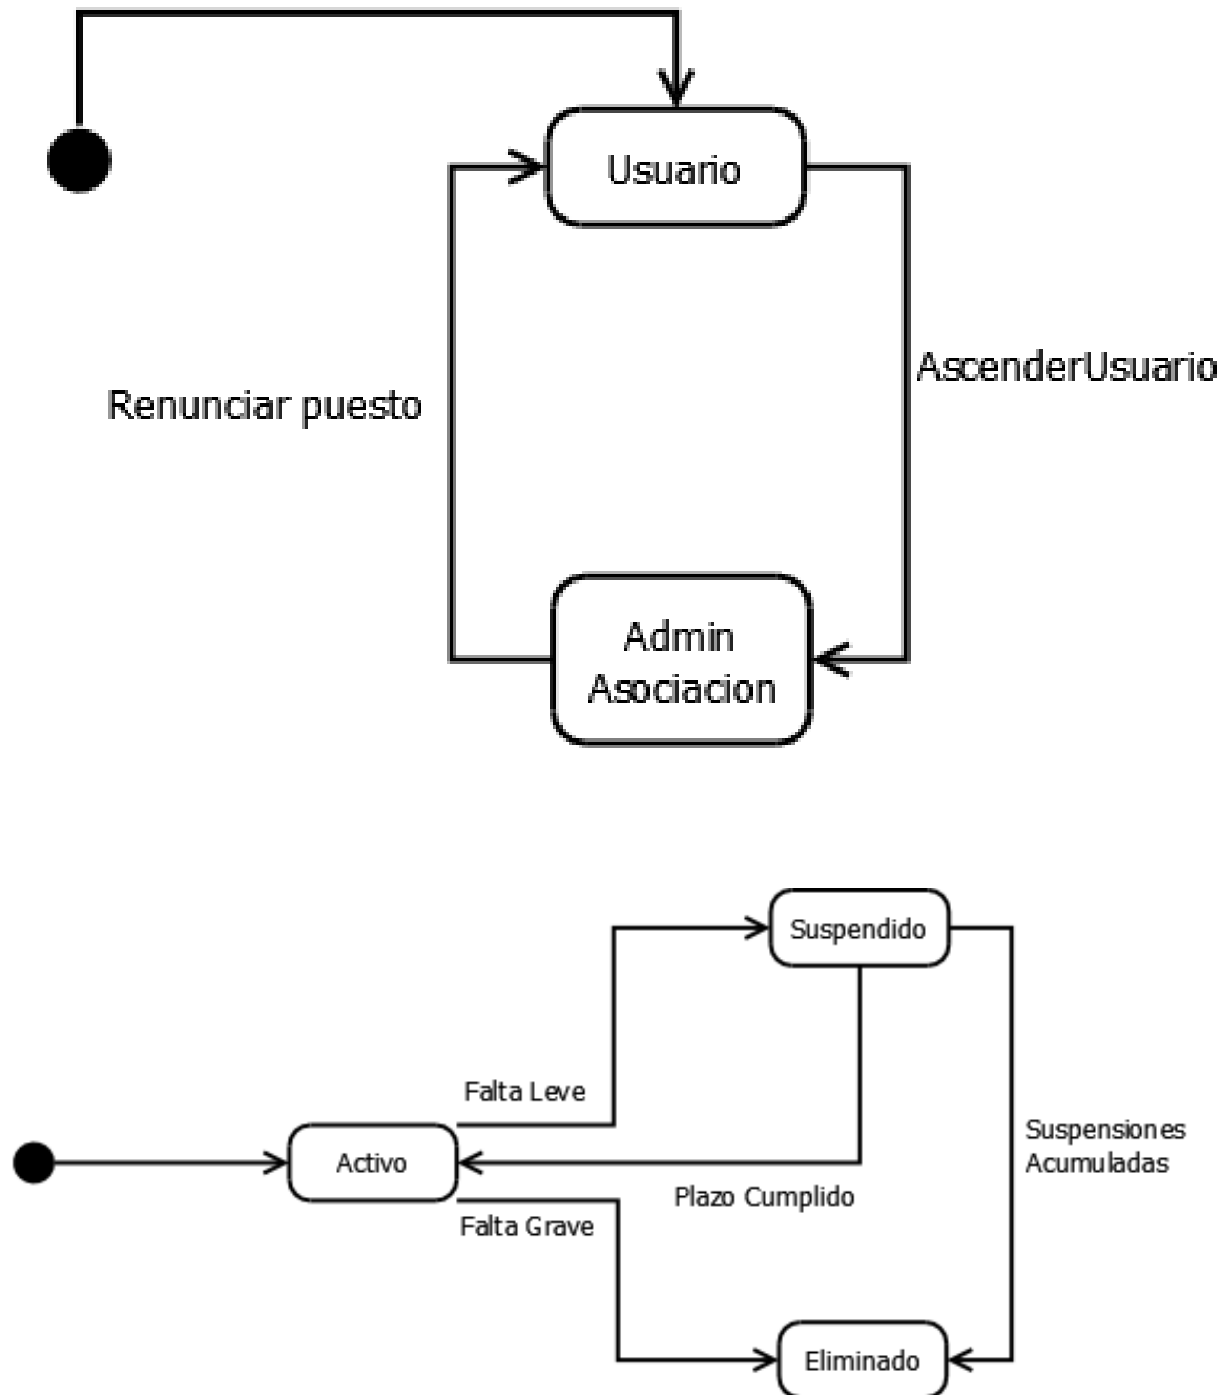 Usuario
AscenderUsuario
Renunciar puesto
Admin
Asociacion
Suspendido
Falta Leve
Suspensiones
Acumuladas
Activo
Plazo Cumplido
Falta Grave
Eliminado